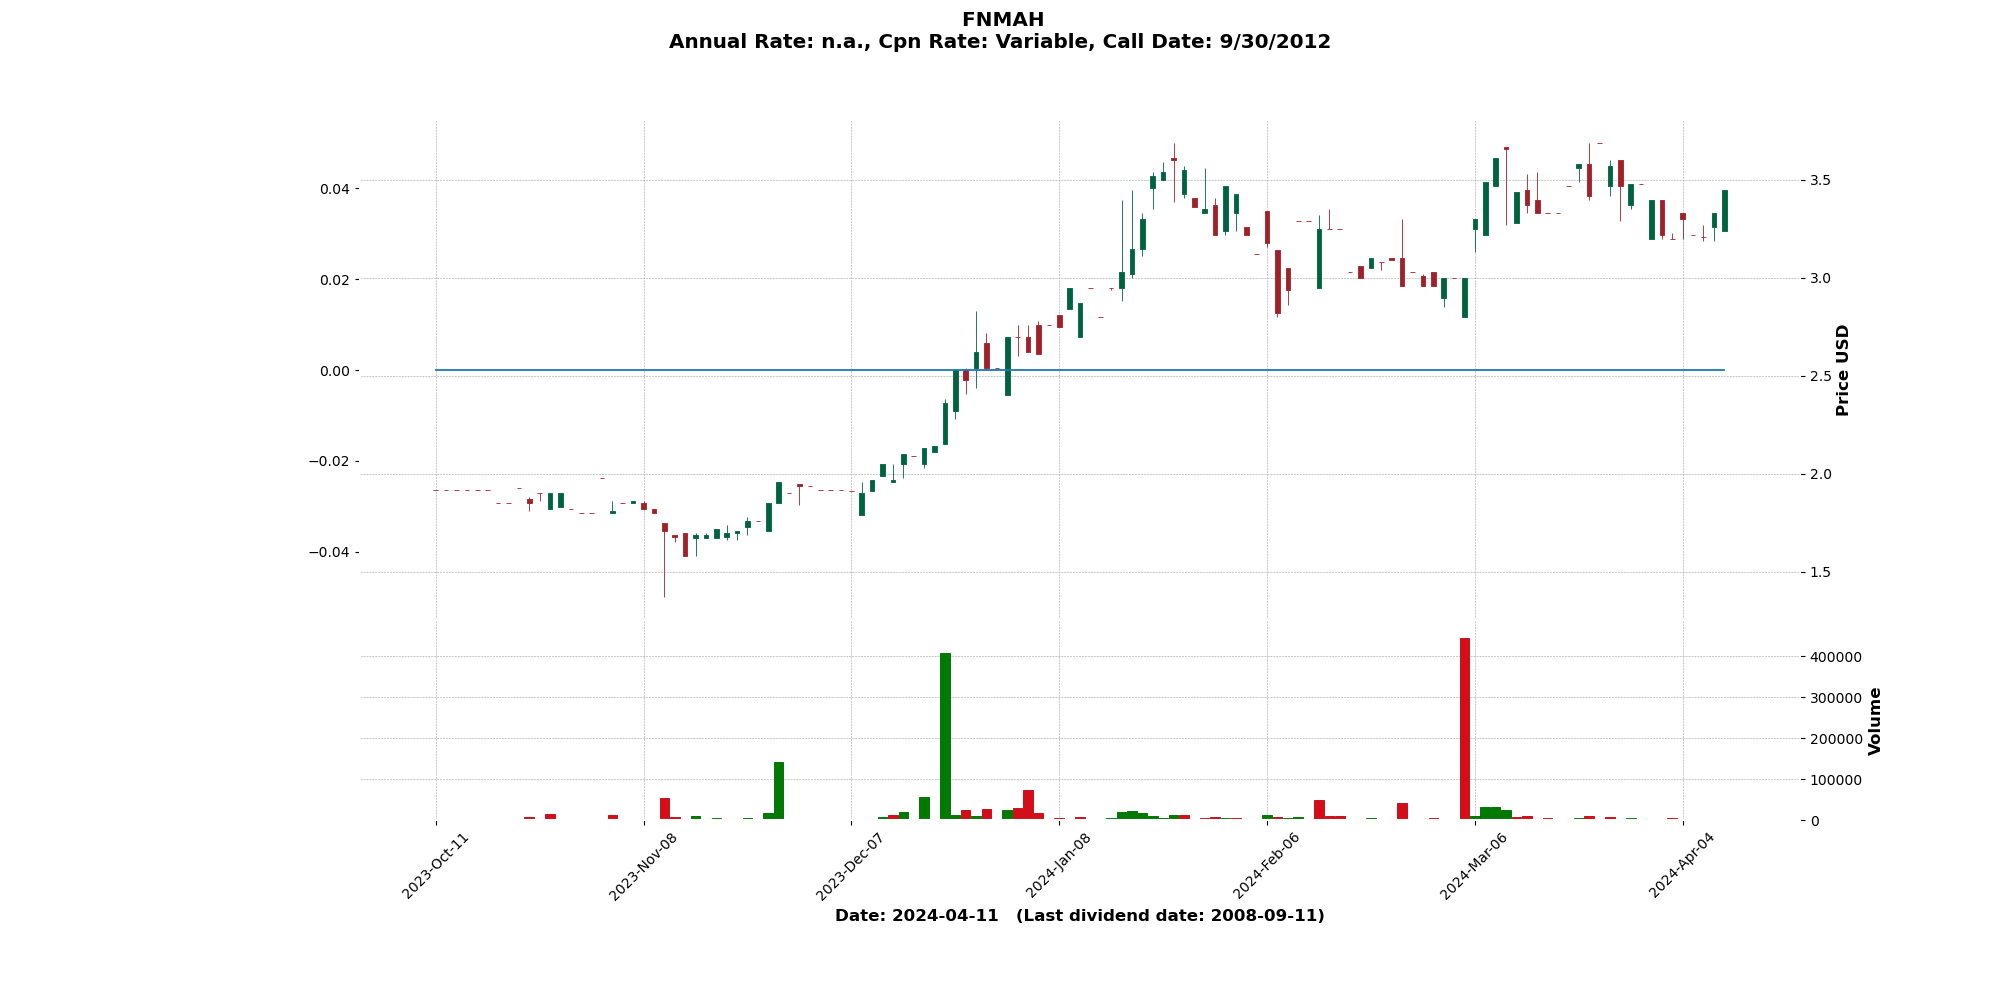 FNMAH
Annual Rate: n.a., Cpn Rate: Variable, Call Date: 9/30/2012
0.04
0.02
0.00
−0.02
−0.04
3.5
3.0
2.5
2.0
1.5
Price USD
400000
300000
200000
100000
0
Volume
2023-Oct-11
2023-Nov-08
2023-Dec-07
2024-Jan-08
2024-Feb-06
2024-Mar-06
2024-Apr-04
Date: 2024-04-11 (Last dividend date: 2008-09-11)